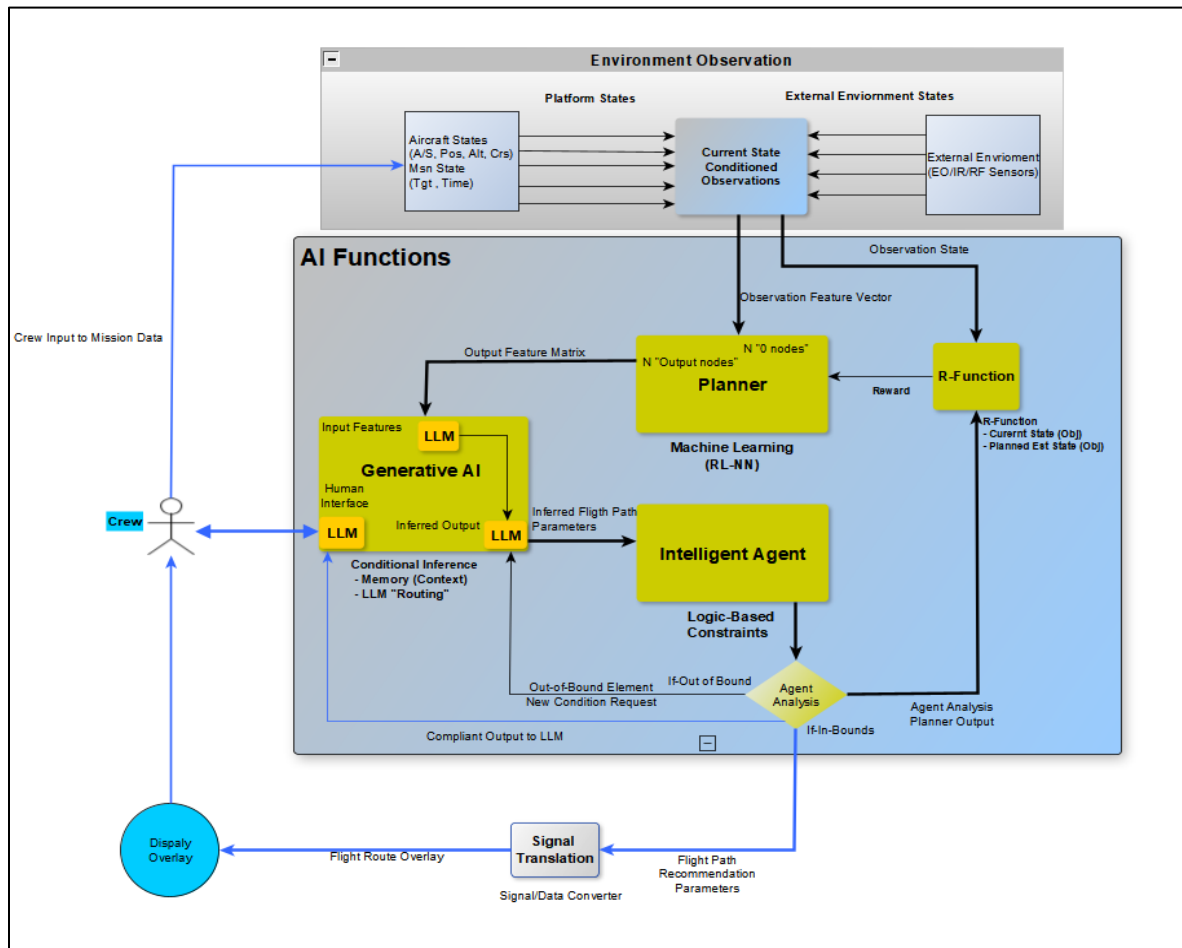 Environment Observation
Platform States
External Enviornment States
Aircraft States
(A/S, Pos, Alt, Crs)
Msn State
(Tgt , Time)
Current State
Conditioned
Observations
External Envrioment
(EO/IR/RF Sensors)
AI Functions
Observation State
Observation Feature Vector
Crew Input to Mission Data
Output Feature Matrix
N "0 nodes"
N "Output nodes"
Planner
Reward
R-Function
Machine Learning
(RL-NN)
R-Function
- Curernt State (Obj)
- Planned Est State (Obj)
Input Features
LLM
Generative AI
Human
Interface
LLM
Inferred Output
LLM
Crew
Inferred Fligth Path
Parameters
Intelligent Agent
Conditional Inference
- Memory (Context)
- LLM "Routing"
Logic-Based
Constraints
If-Out of Bound
Agent
Analysis
Out-of-Bound Element
New Condition Request
Agent Analysis
Planner Output
If-In-Bounds
Compliant Output to LLM
Dispaly
Overlay
Flight Route Overlay
Signal
Translation
Signal/Data Converter
Flight Path
Recommendation
Parameters